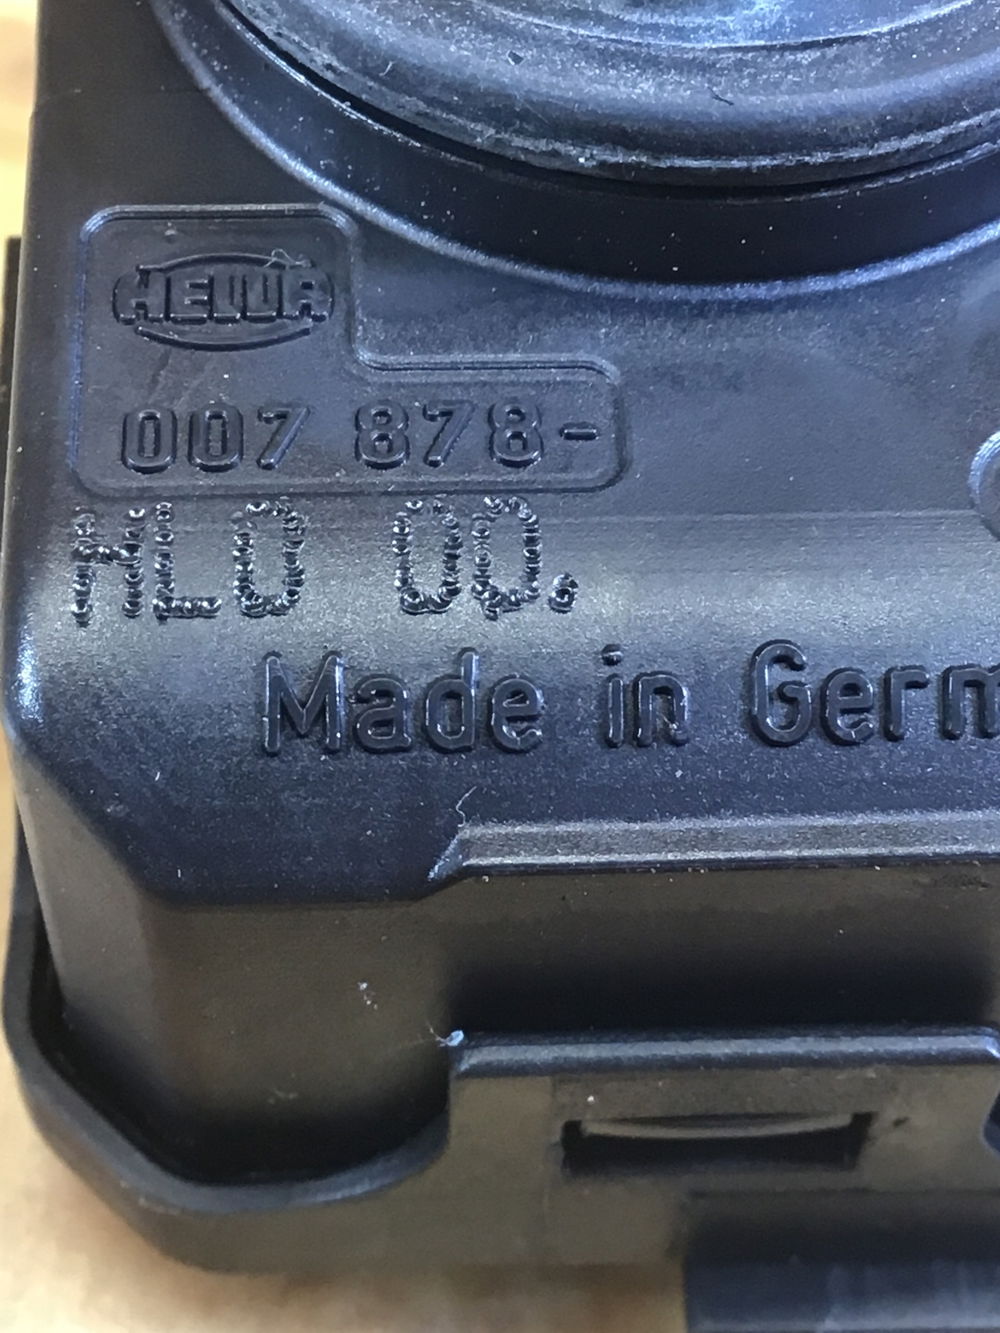 HELLA
007 878-
HL0 00.
Made in Germ